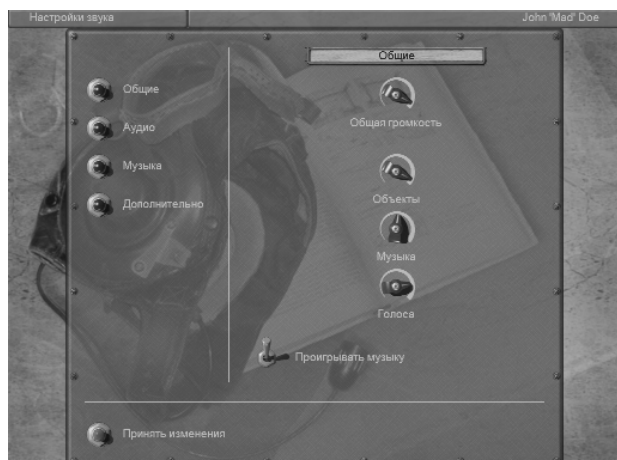 Настройки звука
John 'Mad' Doe
Общие
Общие
Аудио
Музыка
Дополнительно
Общая громкость
Объекты
Музыка
Голоса
Проигрывать музыку
Принять изменения